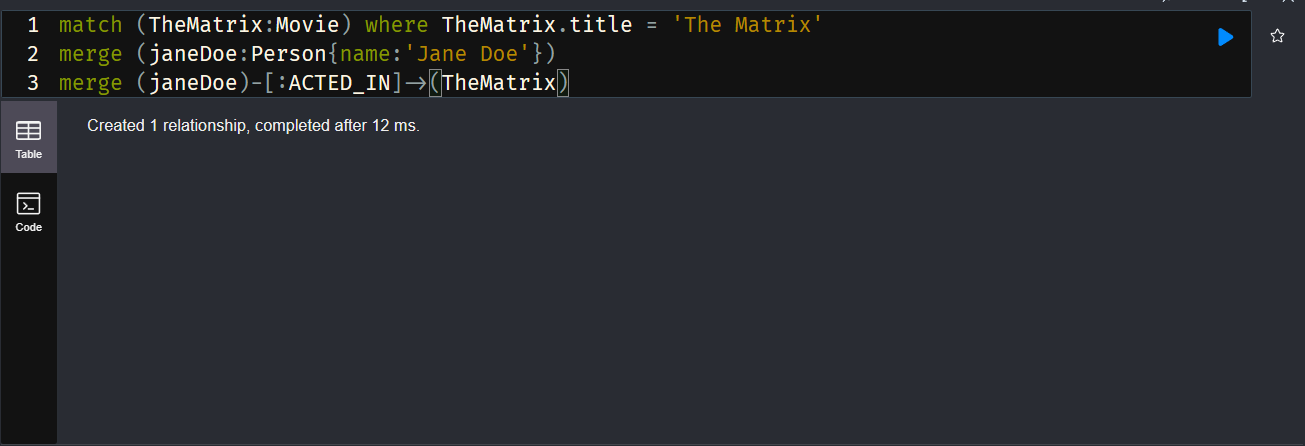 1 match (TheMatrix:Movie) where TheMatrix.title = 'The Matrix'
2 merge (janeDoe:Person{name:'Jane Doe'})
3 merge (janeDoe)-[:ACTED_IN]->(TheMatrix)
Table
Created 1 relationship, completed after 12 ms.
Code